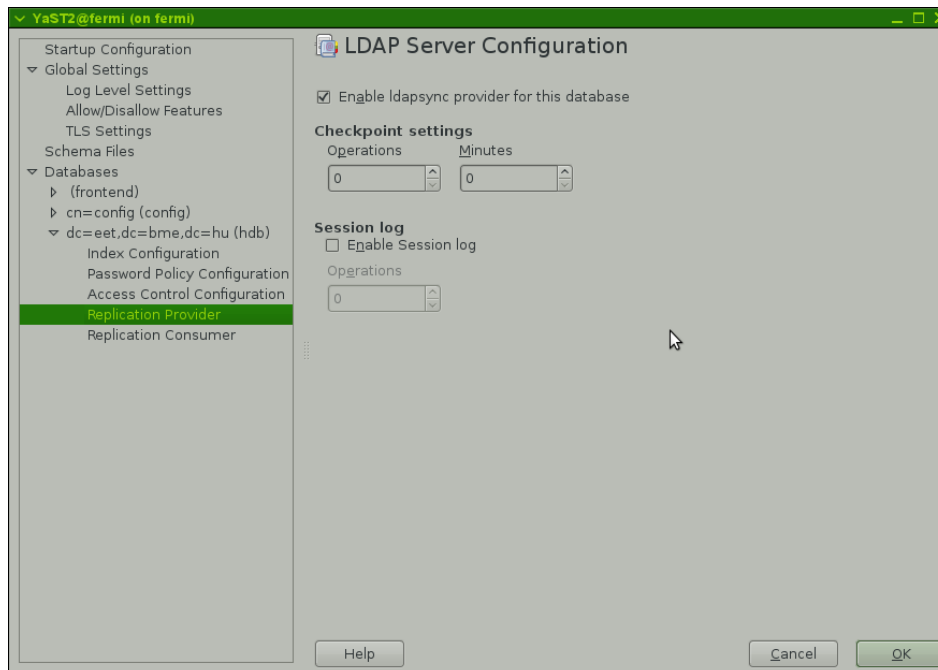 YaST2@fermi (on fermi)
Startup Configuration
Global Settings
Log Level Settings
Allow/Disallow Features
TLS Settings
Schema Files
Databases
(frontend)
cn=config (config)
dc=eet,dc=bme,dc=hu (hdb)
Index Configuration
Password Policy Configuration
Access Control Configuration
Replication Provider
Replication Consumer
LDAP Server Configuration
Enable ldapsync provider for this database
Checkpoint settings
Operations Minutes
0 0
Session log
Enable Session log
Operations
0
Help Cancel OK